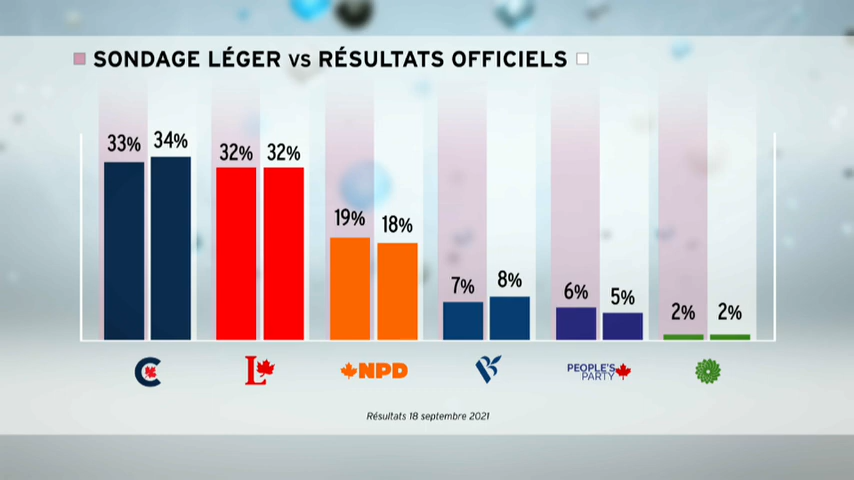 SONDAGE LÉGER vs RÉSULTATS OFFICIELS
33% 34% 32% 32% 19% 18% 7% 8% 6% 5% 2% 2%
C L NPD PEOPLE'S
PARTY
Résultats 18 septembre 2021